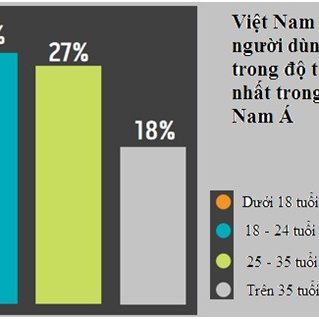 %
27%
18%
Việt Nam
người dùn
trong độ t
nhất trong
Nam Á
Dưới 18 tuổi
18 - 24 tuổi
25 - 35 tuổi
Trên 35 tuổi